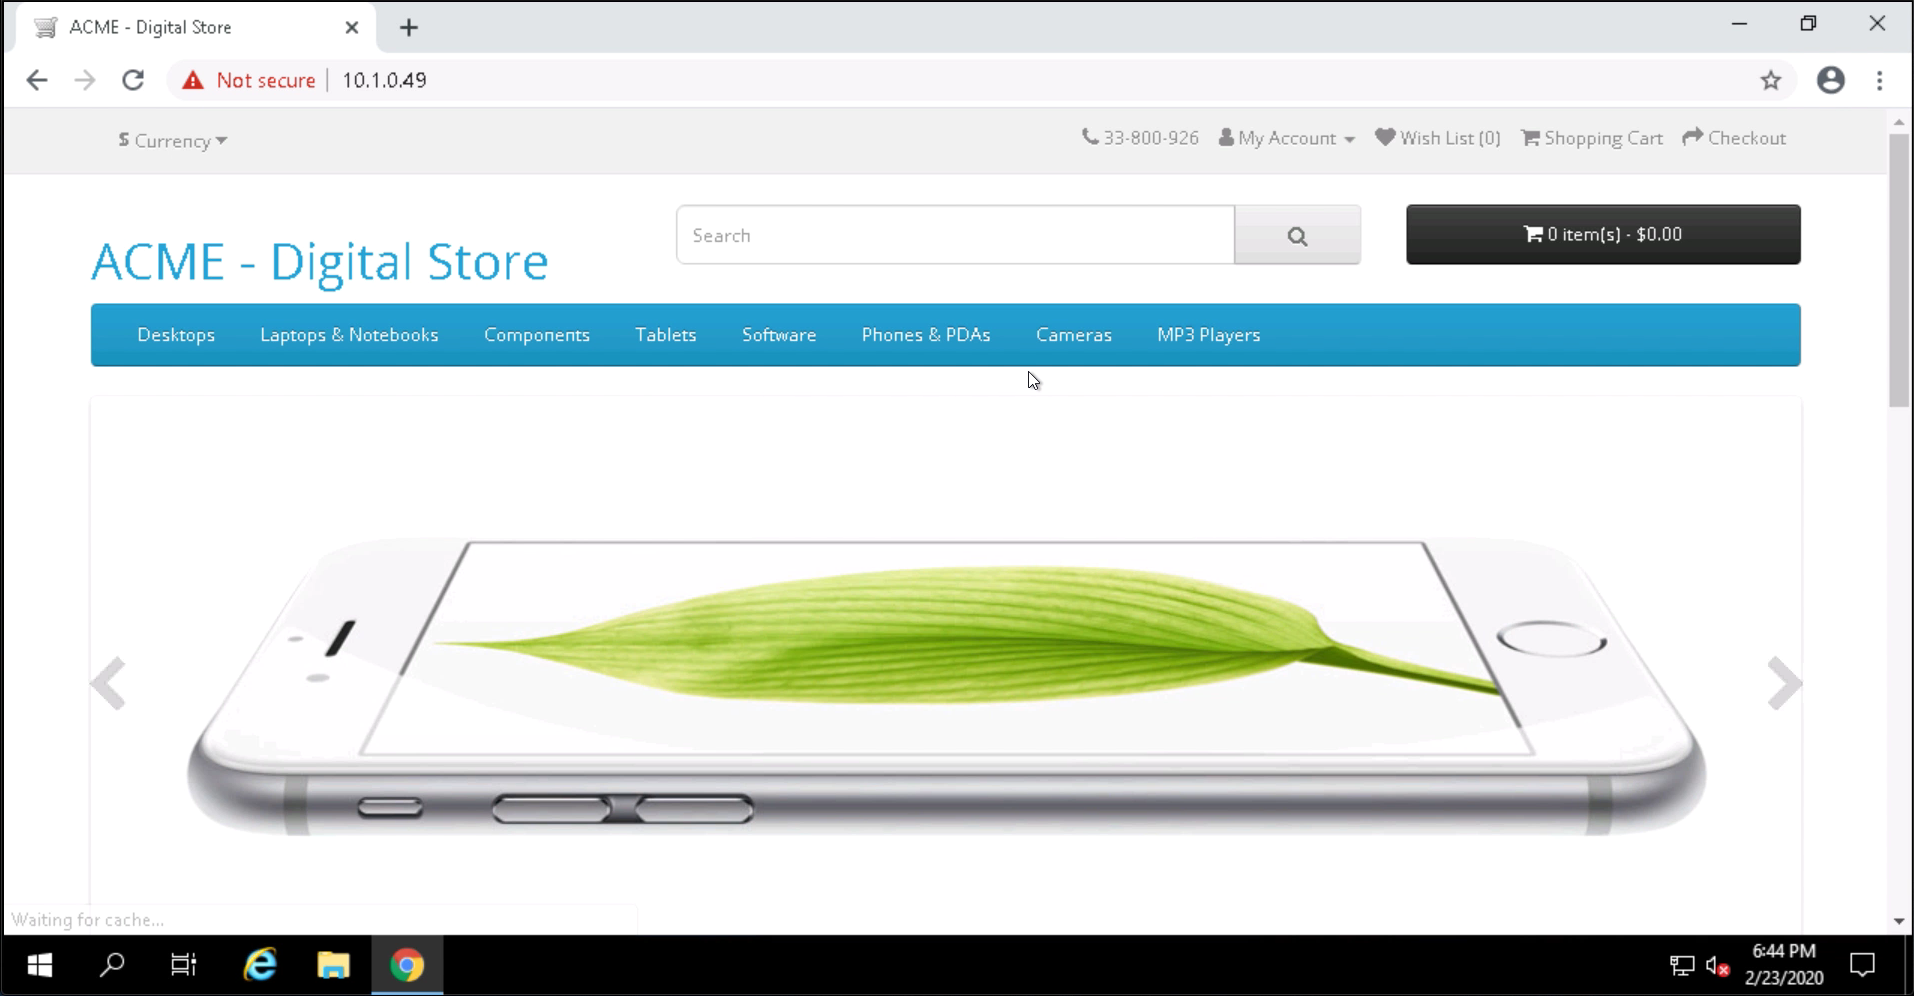 ACME - Digital Store
Not secure | 10.1.0.49
$ Currency 33-800-926 My Account Wish List (0) Shopping Cart Checkout
ACME - Digital Store
Search
0 item(s) - $0.00
Desktops Laptops & Notebooks Components Tablets Software Phones & PDAs Cameras MP3 Players
Waiting for cache...
6:44 PM
2/23/2020